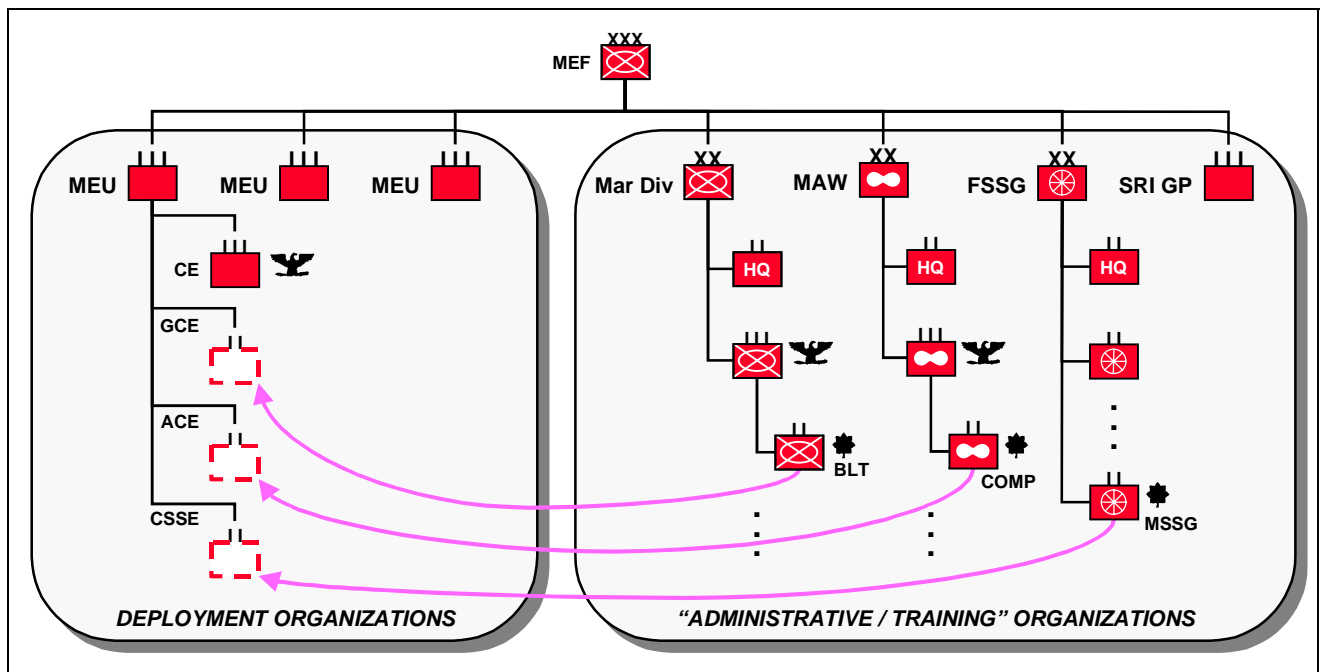 XXX
MEF
MEU
MEU
MEU
XX
Mar Div
XX
MAW
XX
FSSG
SRI GP
CE
HQ
HQ
HQ
GCE
ACE
BLT
COMP
CSSE
MSSG
DEPLOYMENT ORGANIZATIONS
“ADMINISTRATIVE / TRAINING” ORGANIZATIONS